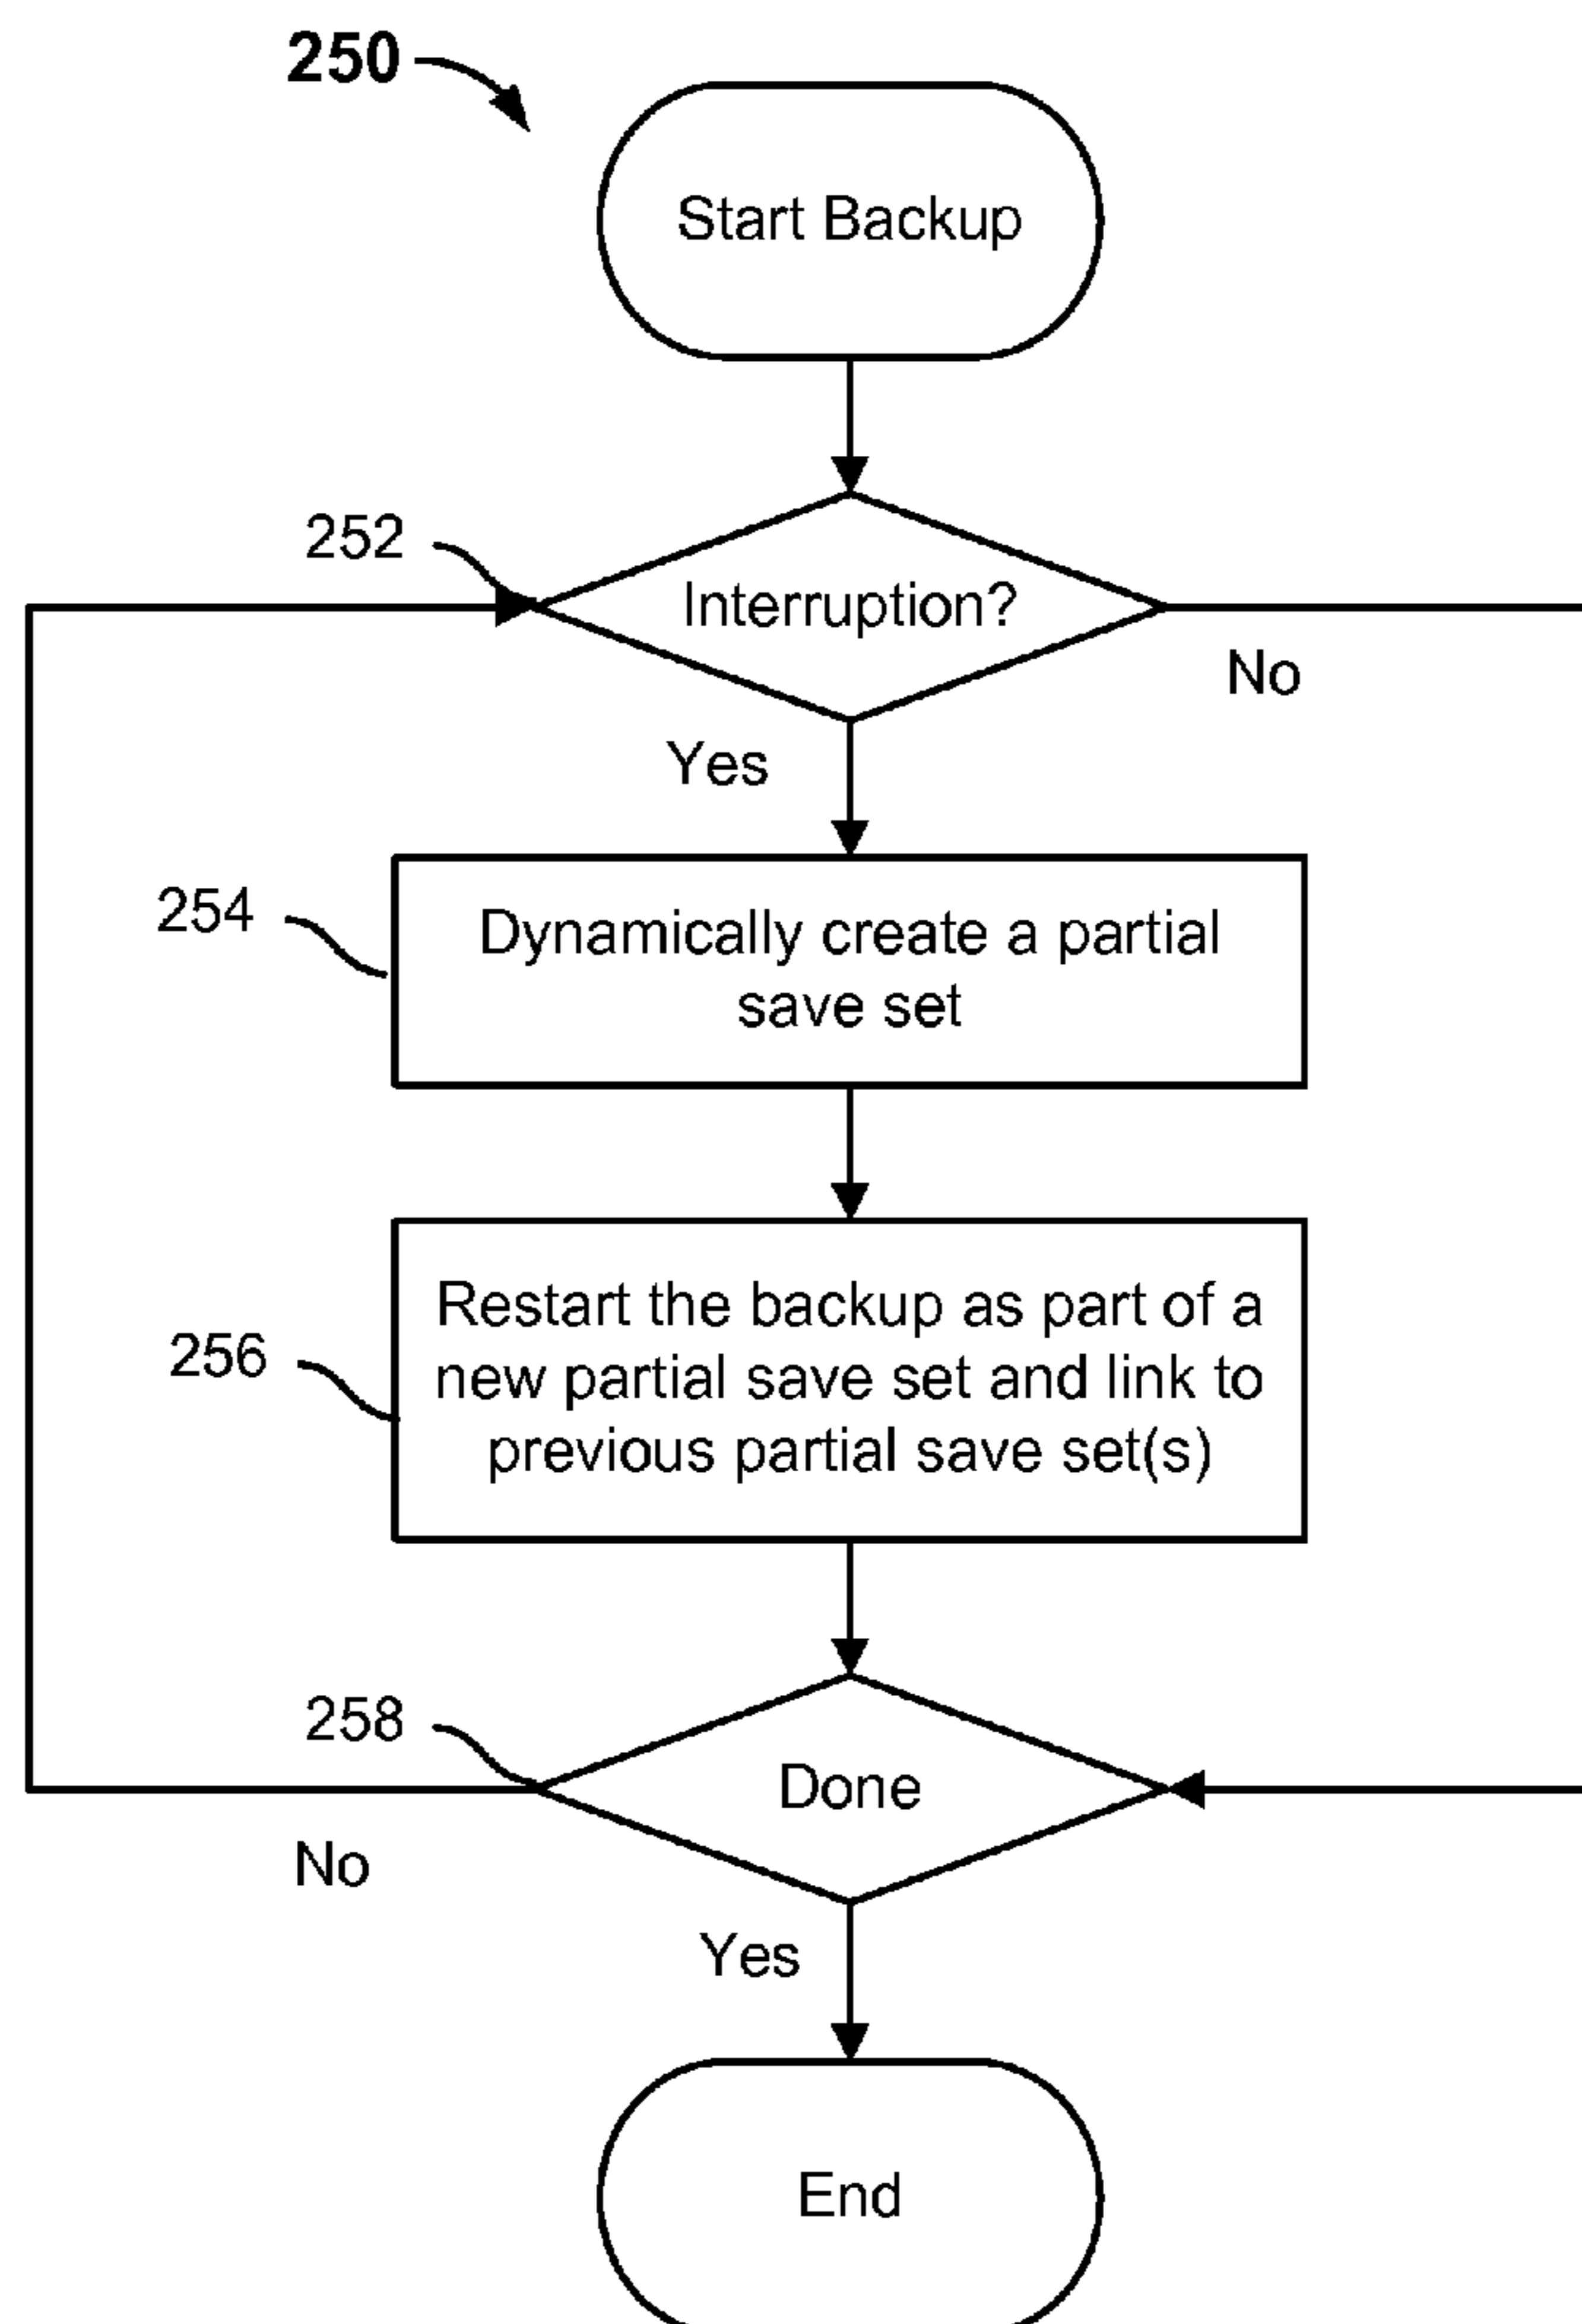 250
Start Backup
252
Interruption?
No
Yes
254
Dynamically create a partial
save set
256
Restart the backup as part of a
new partial save set and link to
previous partial save set(s)
258
Done
No
Yes
End